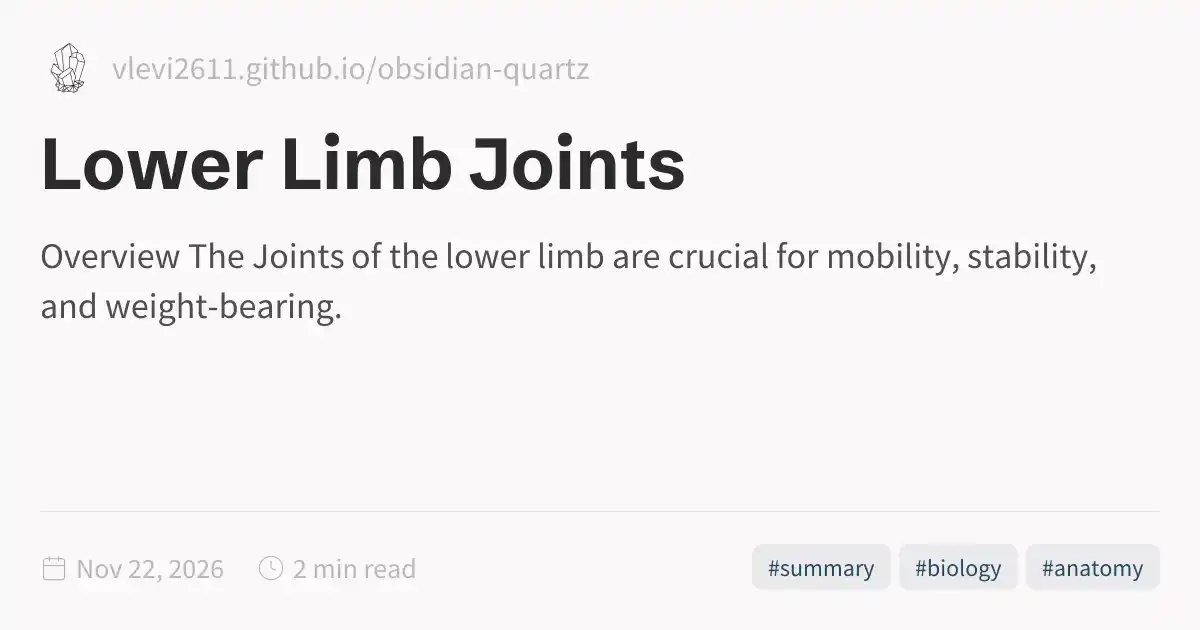 vlevi2611.github.io/obsidian-quartz
Lower Limb Joints
Overview The Joints of the lower limb are crucial for mobility, stability,
and weight-bearing.
Nov 22, 2026 2 min read #summary #biology #anatomy